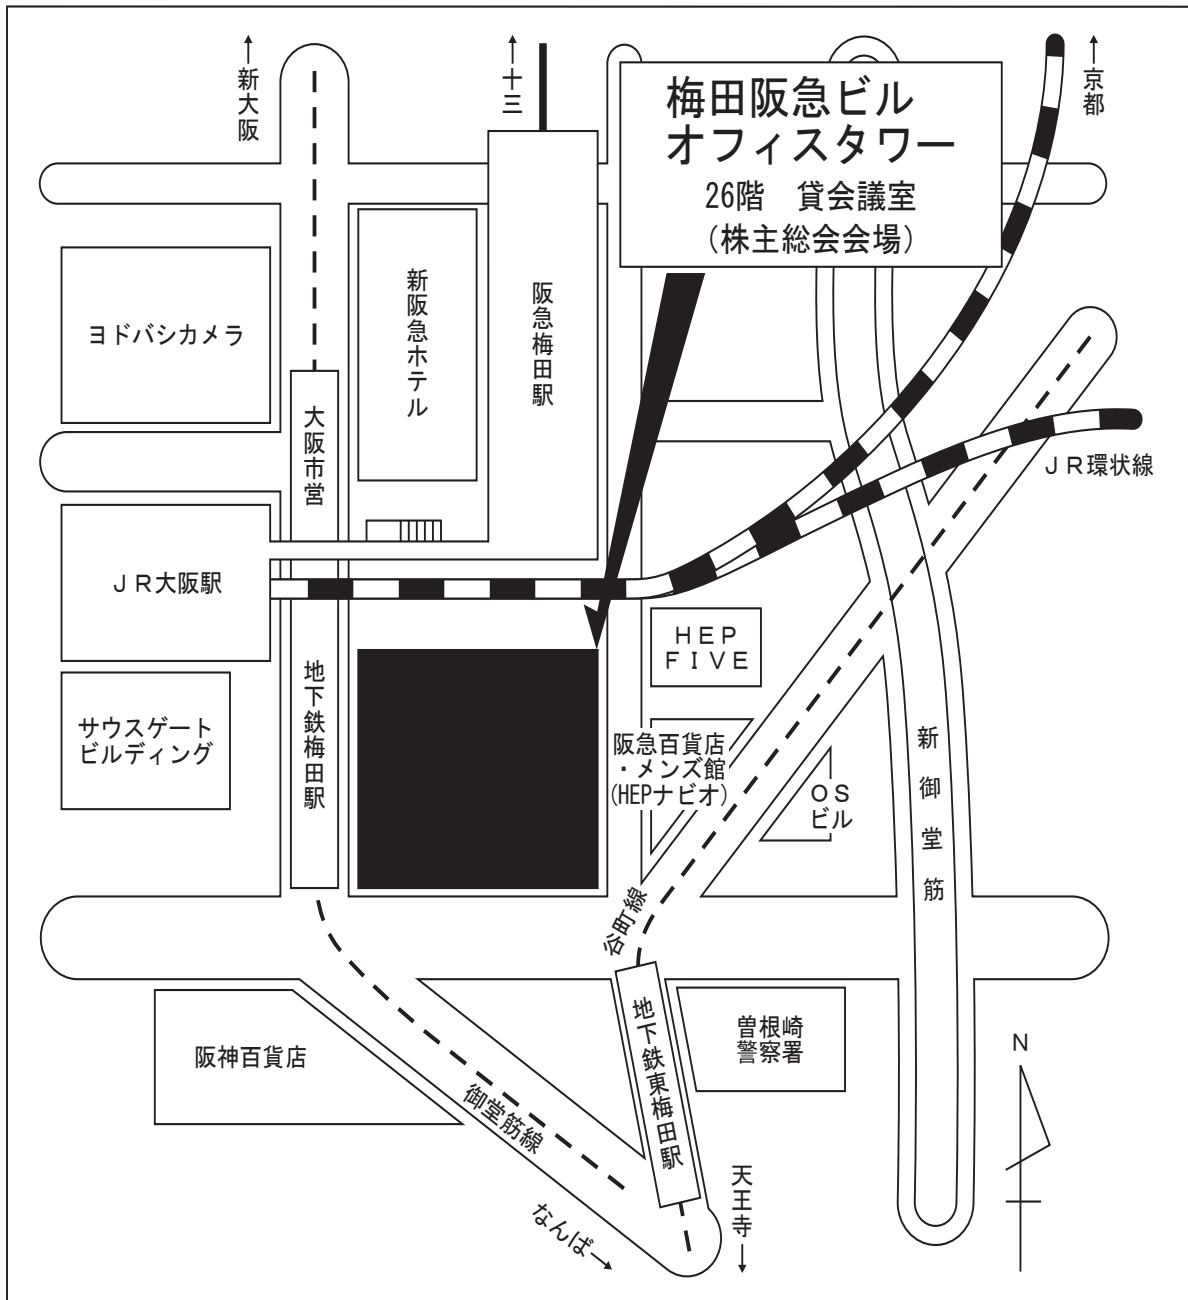 ↑新大阪
↑十三
↑京都
梅田阪急ビル
オフィスタワー
26階　貸会議室
（株主総会会場）
ヨドバシカメラ
新阪急ホテル
阪急梅田駅
大阪市営
地下鉄梅田駅
ＪＲ環状線
ＪＲ大阪駅
ＨＥＰ
ＦＩＶＥ
サウスゲート
ビルディング
阪急百貨店
・メンズ館
(HEPナビオ)
ＯＳ
ビル
新御堂筋
谷町線
地下鉄東梅田駅
曽根崎
警察署
阪神百貨店
御堂筋線
なんば→
天王寺↓
N